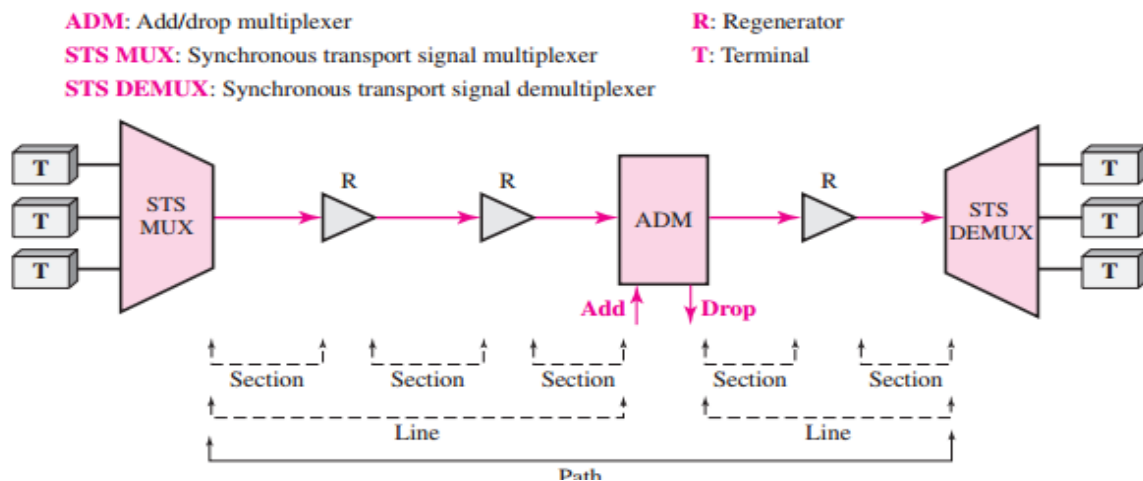 ADM: Add/drop multiplexer
R: Regenerator
STS MUX: Synchronous transport signal multiplexer
T: Terminal
STS DEMUX: Synchronous transport signal demultiplexer
R
R
R
T
T
T
STS
MUX
ADM
STS
DEMUX
T
T
T
Add
Drop
Section
Section
Section
Section
Section
Line
Line
Path